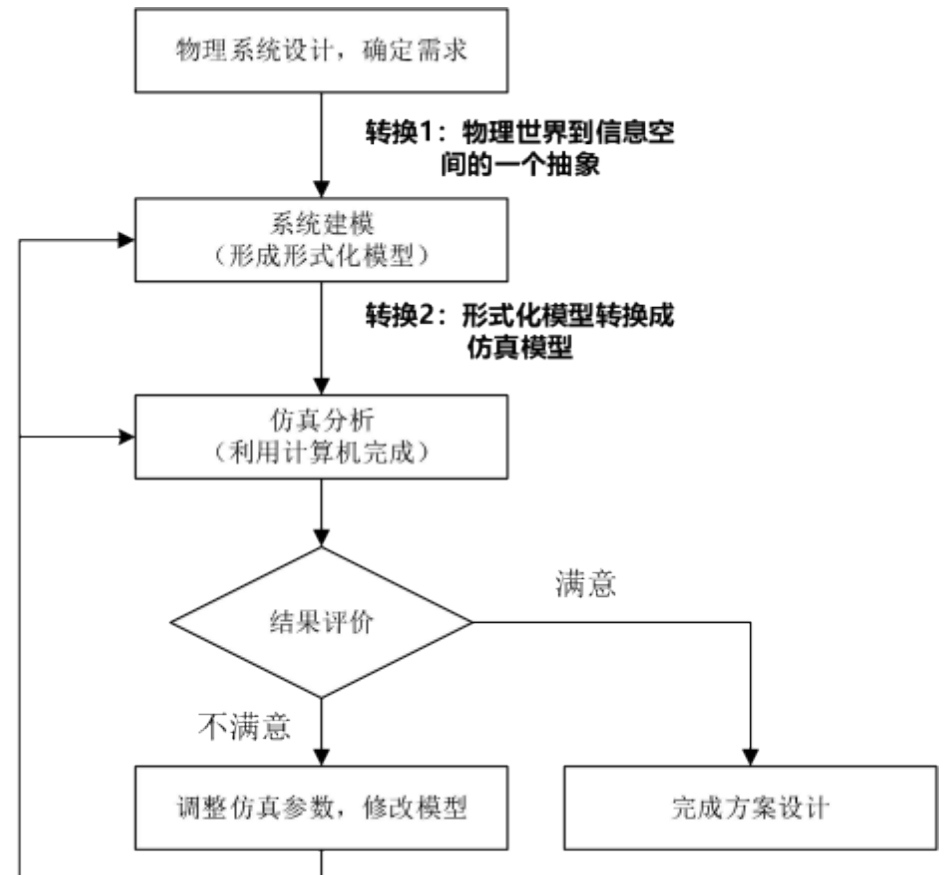 物理系统设计，确定需求
转换1：物理世界到信息空
间的一个抽象
系统建模
（形成形式化模型）
转换2：形式化模型转换成
仿真模型
仿真分析
（利用计算机完成）
结果评价
满意
不满意
调整仿真参数，修改模型
完成方案设计